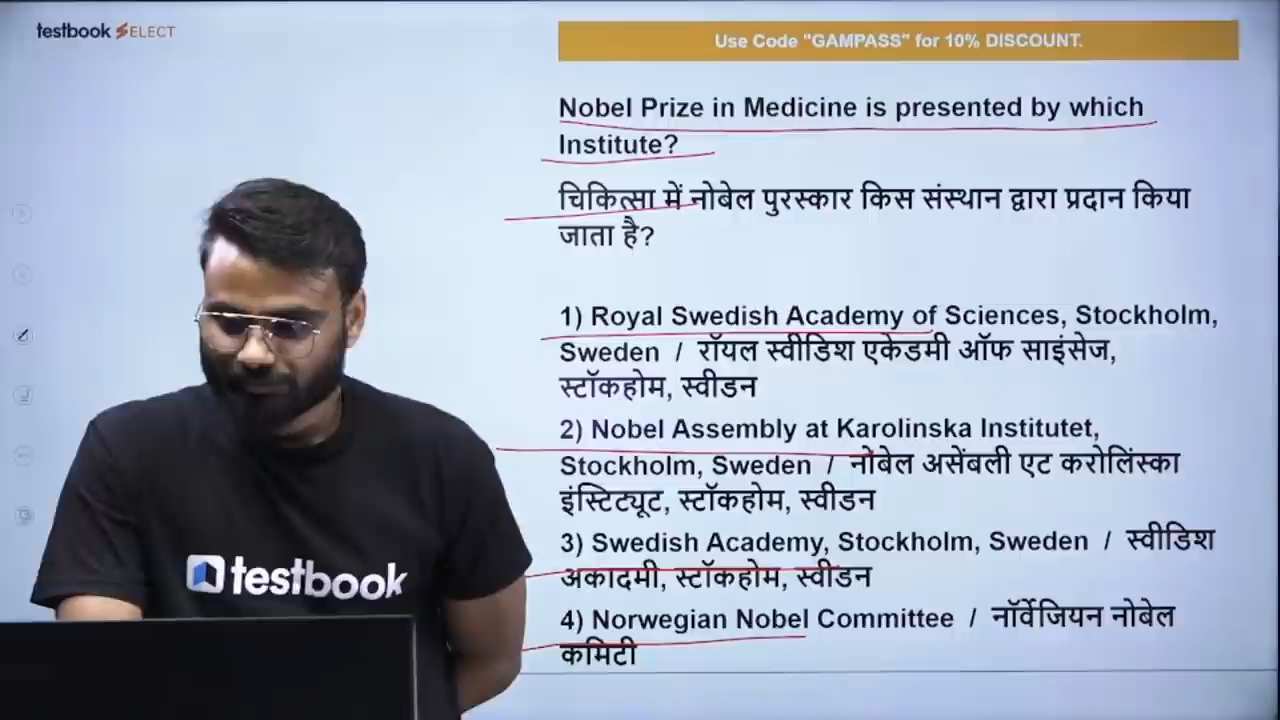 testbook SELECT
Use Code "GAMPASS" for 10% DISCOUNT.
Nobel Prize in Medicine is presented by which
Institute?
चिकित्सा में नोबेल पुरस्कार किस संस्थान द्वारा प्रदान किया
जाता है?
1) Royal Swedish Academy of Sciences, Stockholm,
Sweden / रॉयल स्वीडिश एकेडमी ऑफ साइंसेज,
स्टॉकहोम, स्वीडन
2) Nobel Assembly at Karolinska Institutet,
Stockholm, Sweden / नोबेल असेंबली एट करोलिंस्का
इंस्टिट्यूट, स्टॉकहोम, स्वीडन
3) Swedish Academy, Stockholm, Sweden / स्वीडिश
अकादमी, स्टॉकहोम, स्वीडन
4) Norwegian Nobel Committee / नॉर्वेजियन नोबेल
कमिटी
testbook